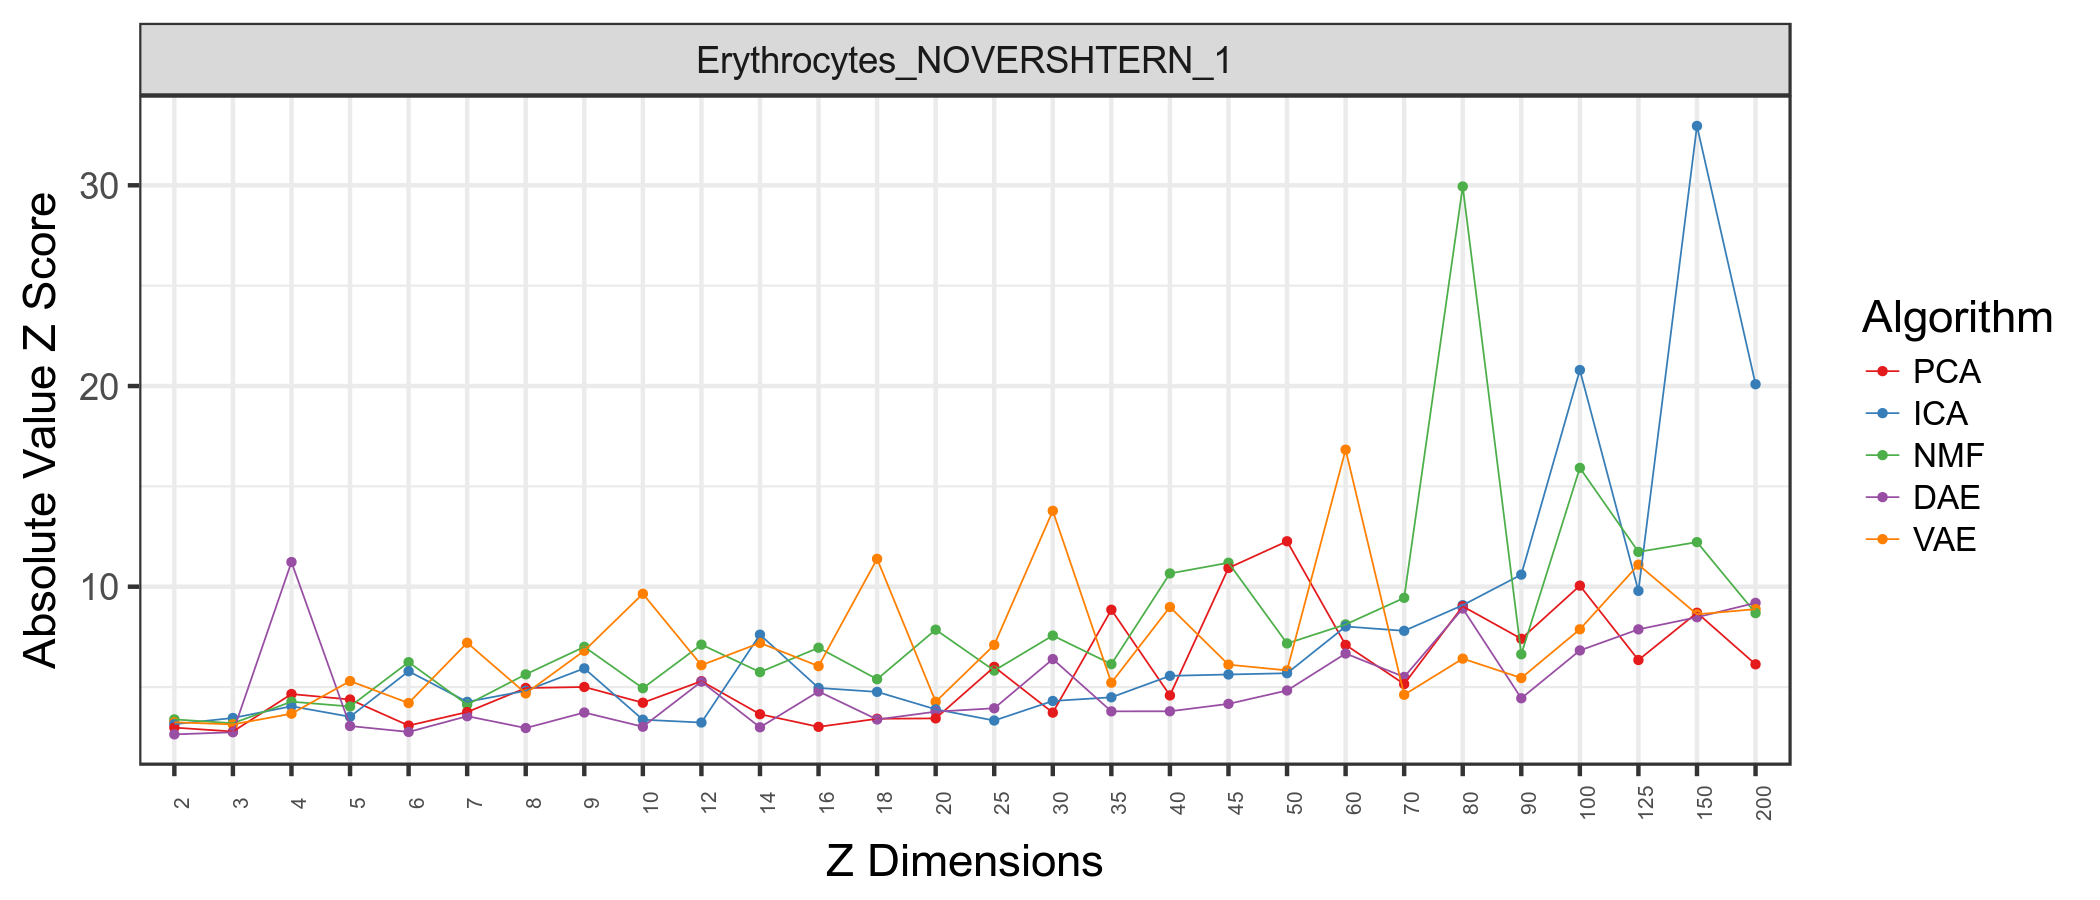 Erythrocytes_NOVERSHTERN_1
Absolute Value Z Score
30
20
10
2 3 4 5 6 7 8 9 10 12 14 16 18 20 25 30 35 40 45 50 60 70 80 90 100 125 150 200
Z Dimensions
Algorithm
PCA
ICA
NMF
DAE
VAE